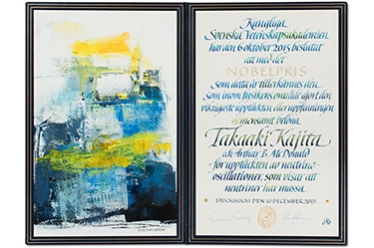 Kungliga
Svenska Vetenskapsakademien
har den 6 oktober 2015 beslutat
att med det
NOBELPRIS
som detta år tillerkännes den
som inom fysikens område gjort den
viktigaste upptäckten eller uppfinningen
gemensamt belöna
Takaaki Kajita
och Arthur B. McDonald
för upptäckten av neutrino-
oscillationer, som visar att
neutriner har massa
STOCKHOLM DEN 10 DECEMBER 2015